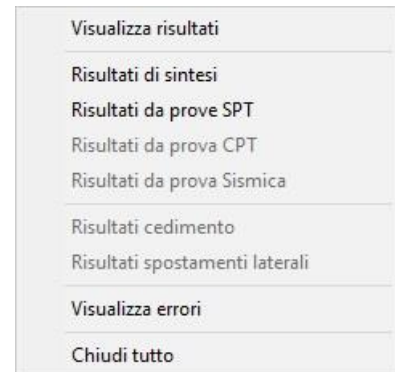 Visualizza risultati
Risultati di sintesi
Risultati da prove SPT
Risultati da prova CPT
Risultati da prova Sismica
Risultati cedimento
Risultati spostamenti laterali
Visualizza errori
Chiudi tutto